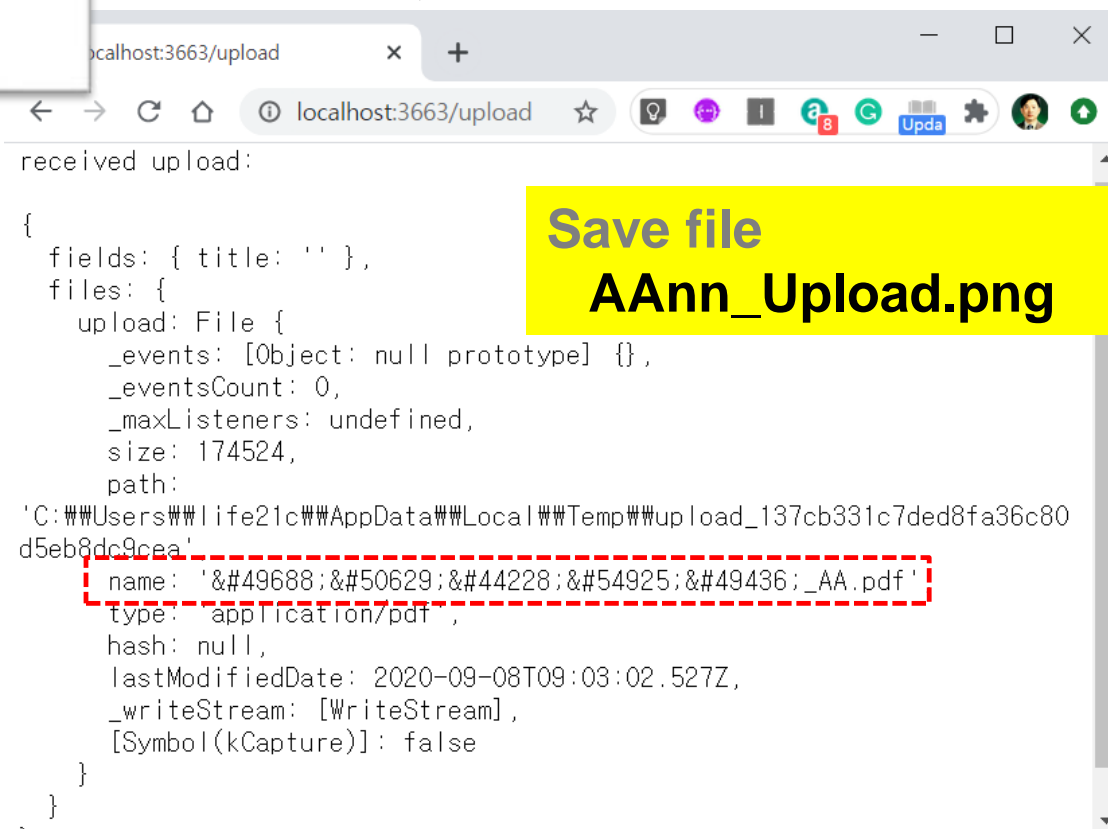 ocalhost:3663/upload
localhost:3663/upload
8
Upda
received upload:
Save file
AAnn_Upload.png
{
fields: { title: '' },
files: {
upload: File {
_events: [Object: null prototype] {},
_eventsCount: 0,
_maxListeners: undefined,
size: 174524,
path:
'C:₩₩Users₩₩life21c₩₩AppData₩₩Local₩₩Temp₩₩upload_137cb331c7ded8fa36c80
d5eb8dc9cea',
name: '&#49688;&#50629;&#44228;&#54925;&#49436;_AA.pdf'
type: 'application/pdf',
hash: null,
lastModifiedDate: 2020-09-08T09:03:02.527Z,
_writeStream: [WriteStream],
[Symbol(kCapture)]: false
}
}